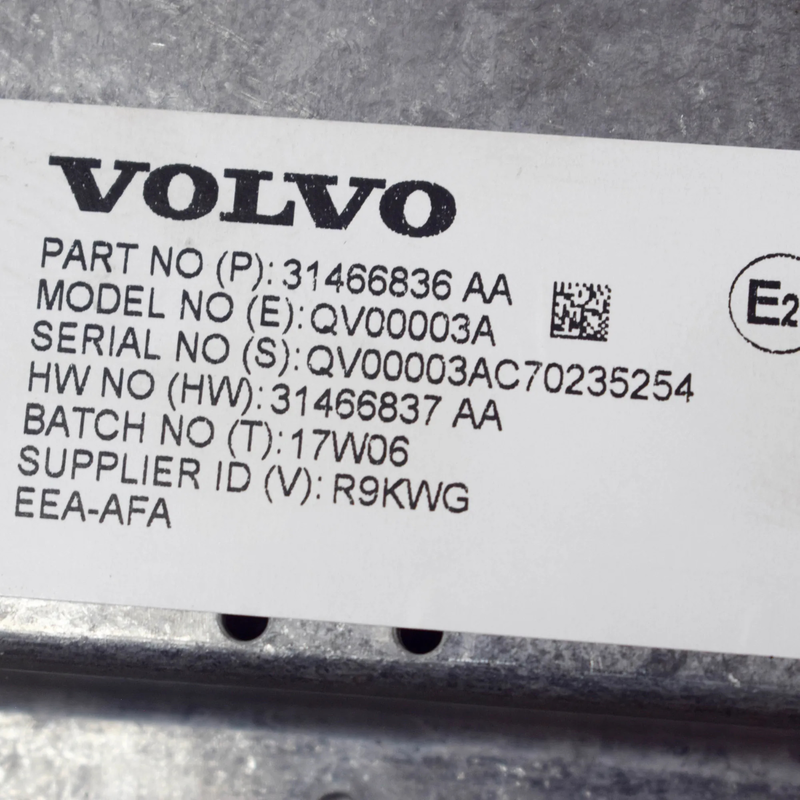 VOLVO
PART NO (P): 31466836 AA
MODEL NO (E): QV00003A
SERIAL NO (S): QV00003AC70235254
HW NO (HW): 31466837 AA
BATCH NO (T): 17W06
SUPPLIER ID (V): R9KWG
EEA-AFA
E2